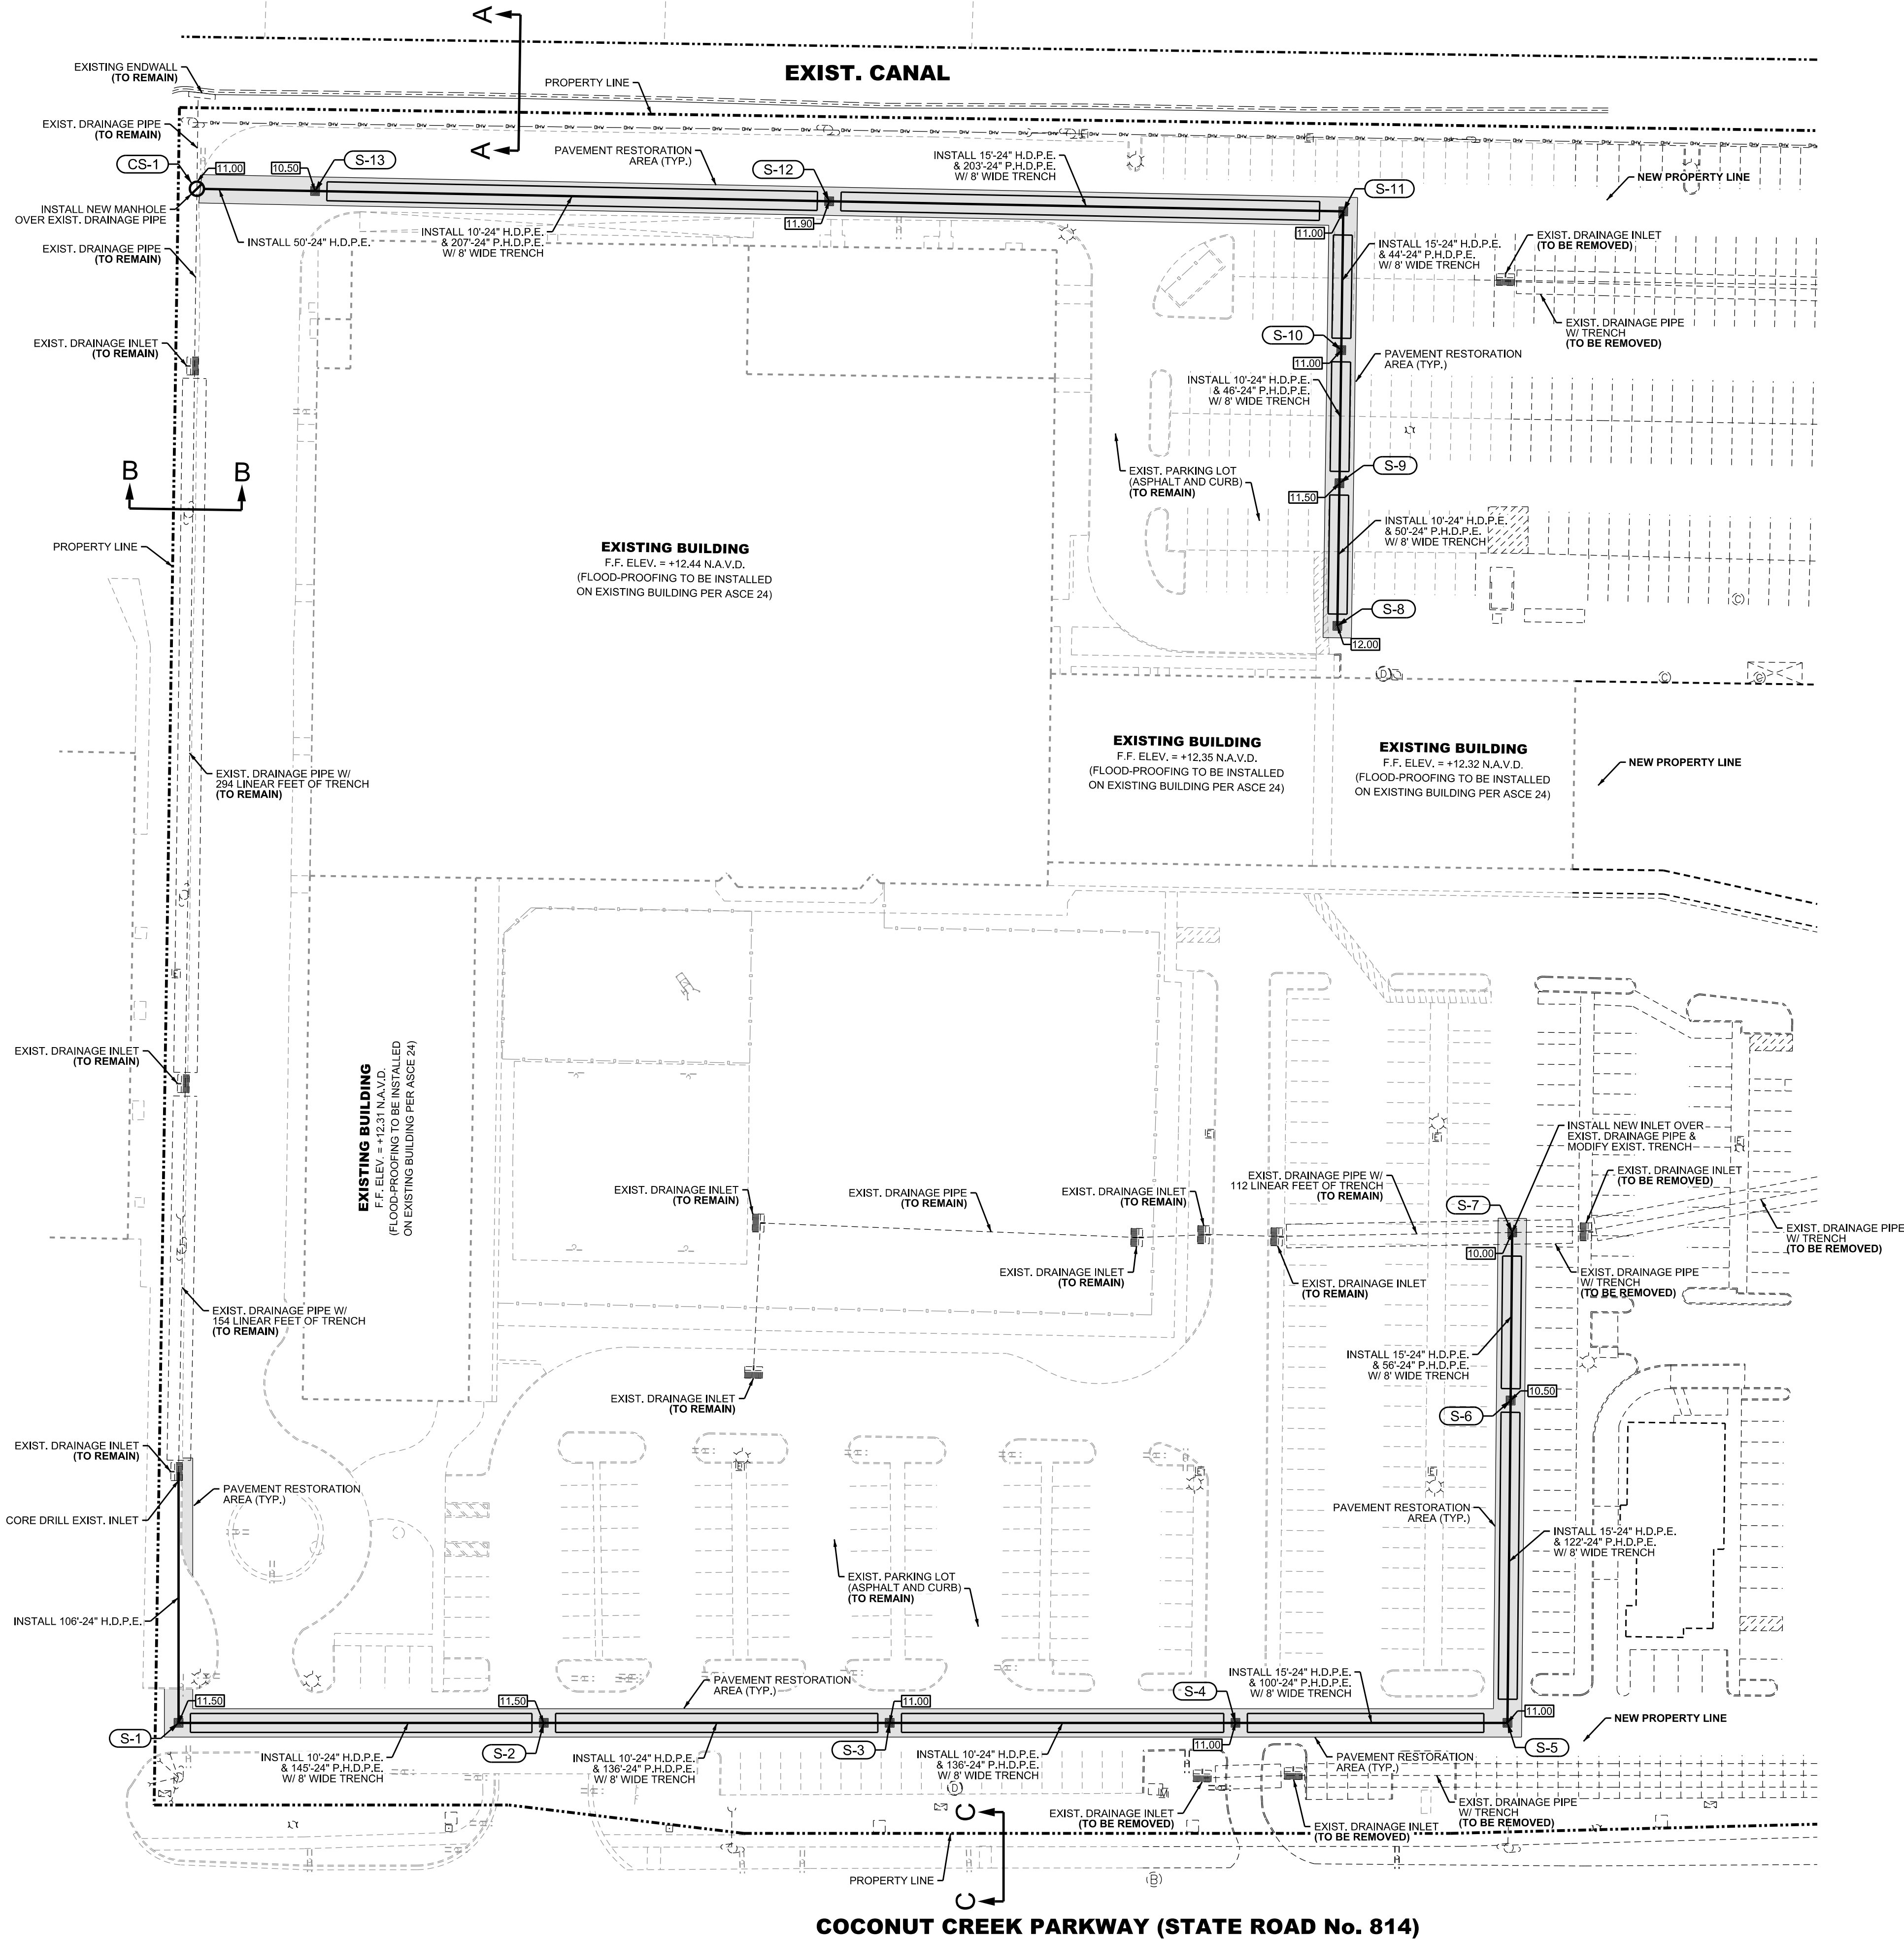 A
EXIST. CANAL
EXISTING ENDWALL
(TO REMAIN)
PROPERTY LINE
EXIST. DRAINAGE PIPE
(TO REMAIN)
A
CS-1
11.00
10.50
S-13
PAVEMENT RESTORATION
AREA (TYP.)
S-12
INSTALL 15'-24" H.D.P.E.
& 203'-24" P.H.D.P.E.
W/ 8' WIDE TRENCH
S-11
NEW PROPERTY LINE
INSTALL NEW MANHOLE
OVER EXIST. DRAINAGE PIPE
EXIST. DRAINAGE PIPE
(TO REMAIN)
INSTALL 50'-24" H.D.P.E.
INSTALL 10'-24" H.D.P.E.
& 207'-24" P.H.D.P.E.
W/ 8' WIDE TRENCH
11.90
11.00
INSTALL 15'-24" H.D.P.E.
& 44'-24" P.H.D.P.E.
W/ 8' WIDE TRENCH
EXIST. DRAINAGE INLET
(TO BE REMOVED)
EXIST. DRAINAGE INLET
(TO REMAIN)
S-10
11.00
EXIST. DRAINAGE PIPE
W/ TRENCH
(TO BE REMOVED)
PAVEMENT RESTORATION
AREA (TYP.)
INSTALL 10'-24" H.D.P.E.
& 46'-24" P.H.D.P.E.
W/ 8' WIDE TRENCH
B
B
EXIST. PARKING LOT
(ASPHALT AND CURB)
(TO REMAIN)
S-9
11.50
INSTALL 10'-24" H.D.P.E.
& 50'-24" P.H.D.P.E.
W/ 8' WIDE TRENCH
PROPERTY LINE
EXISTING BUILDING
F.F. ELEV. = +12.44 N.A.V.D.
(FLOOD-PROOFING TO BE INSTALLED
ON EXISTING BUILDING PER ASCE 24)
C
S-8
12.00
D
C
C
EXISTING BUILDING
F.F. ELEV. = +12.35 N.A.V.D.
(FLOOD-PROOFING TO BE INSTALLED
ON EXISTING BUILDING PER ASCE 24)
EXISTING BUILDING
F.F. ELEV. = +12.32 N.A.V.D.
(FLOOD-PROOFING TO BE INSTALLED
ON EXISTING BUILDING PER ASCE 24)
NEW PROPERTY LINE
EXIST. DRAINAGE PIPE W/
294 LINEAR FEET OF TRENCH
(TO REMAIN)
EXIST. DRAINAGE INLET
(TO REMAIN)
EXISTING BUILDING
F.F. ELEV. = +12.31 N.A.V.D.
(FLOOD-PROOFING TO BE INSTALLED
ON EXISTING BUILDING PER ASCE 24)
INSTALL NEW INLET OVER
EXIST. DRAINAGE PIPE &
MODIFY EXIST. TRENCH
EXIST. DRAINAGE INLET
(TO BE REMOVED)
EXIST. DRAINAGE INLET
(TO REMAIN)
EXIST. DRAINAGE PIPE
(TO REMAIN)
EXIST. DRAINAGE INLET
(TO REMAIN)
EXIST. DRAINAGE PIPE W/
112 LINEAR FEET OF TRENCH
(TO REMAIN)
S-7
10.00
EXIST. DRAINAGE PIPE
W/ TRENCH
(TO BE REMOVED)
EXIST. DRAINAGE INLET
(TO REMAIN)
EXIST. DRAINAGE INLET
(TO REMAIN)
EXIST. DRAINAGE PIPE
W/ TRENCH
(TO BE REMOVED)
EXIST. DRAINAGE PIPE W/
154 LINEAR FEET OF TRENCH
(TO REMAIN)
INSTALL 15'-24" H.D.P.E.
& 56'-24" P.H.D.P.E.
W/ 8' WIDE TRENCH
EXIST. DRAINAGE INLET
(TO REMAIN)
10.50
S-6
EXIST. DRAINAGE INLET
(TO REMAIN)
PAVEMENT RESTORATION
AREA (TYP.)
CORE DRILL EXIST. INLET
PAVEMENT RESTORATION
AREA (TYP.)
INSTALL 15'-24" H.D.P.E.
& 122'-24" P.H.D.P.E.
W/ 8' WIDE TRENCH
EXIST. PARKING LOT
(ASPHALT AND CURB)
(TO REMAIN)
INSTALL 106'-24" H.D.P.E.
PAVEMENT RESTORATION
AREA (TYP.)
INSTALL 15'-24" H.D.P.E.
& 100'-24" P.H.D.P.E.
W/ 8' WIDE TRENCH
11.50
11.50
11.00
S-4
11.00
NEW PROPERTY LINE
S-1
S-2
S-3
11.00
S-5
INSTALL 10'-24" H.D.P.E.
& 145'-24" P.H.D.P.E.
W/ 8' WIDE TRENCH
INSTALL 10'-24" H.D.P.E.
& 136'-24" P.H.D.P.E.
W/ 8' WIDE TRENCH
INSTALL 10'-24" H.D.P.E.
& 136'-24" P.H.D.P.E.
W/ 8' WIDE TRENCH
PAVEMENT RESTORATION
AREA (TYP.)
D
C
EXIST. DRAINAGE INLET
(TO BE REMOVED)
EXIST. DRAINAGE INLET
(TO BE REMOVED)
EXIST. DRAINAGE PIPE
W/ TRENCH
(TO BE REMOVED)
PROPERTY LINE
B
C
COCONUT CREEK PARKWAY (STATE ROAD No. 814)